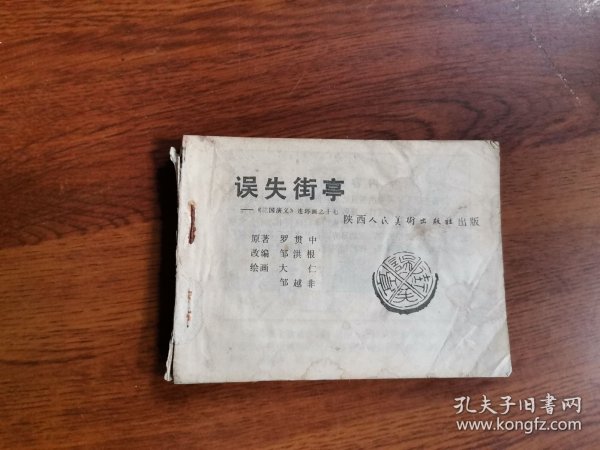 误失街亭
——《三国演义》连环画之十七
陕西人民美術出版社出版
原著 罗贯中
改编 邹洪根
绘画 大仁
邹越非
孔夫子旧书网
www.kongfz.com